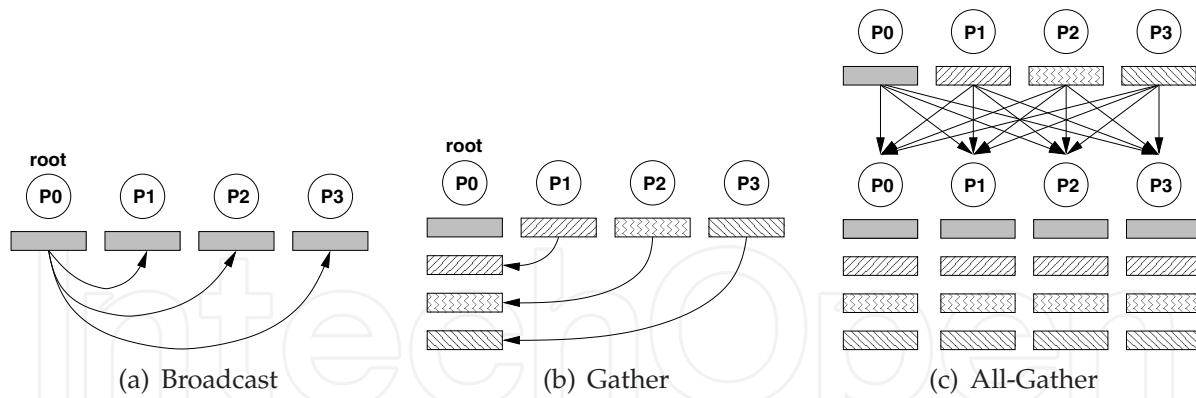 root
P0 P1 P2 P3
(a) Broadcast
root
P0 P1 P2 P3
(b) Gather
P0 P1 P2 P3
P0 P1 P2 P3
(c) All-Gather
IntechOpen